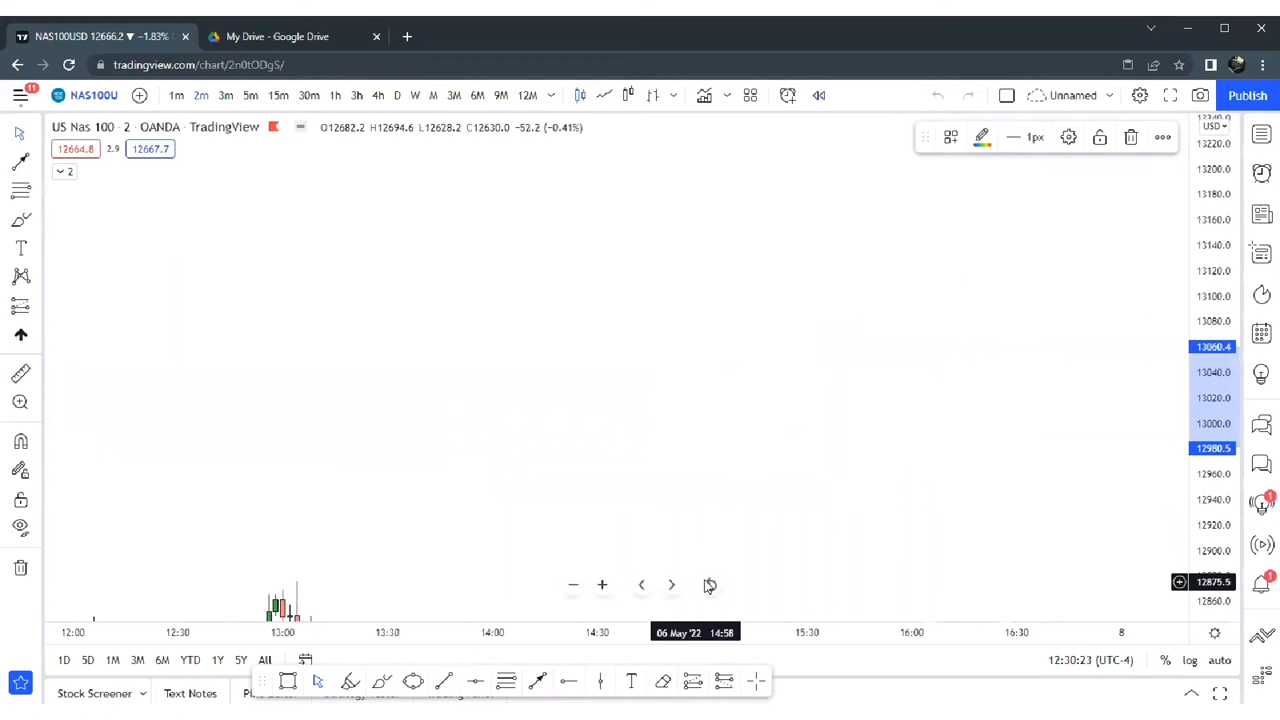 NAS100USD 12666.2 ▼ −1.83%
My Drive - Google Drive
tradingview.com/chart/2n0tODgS/
11
NAS100U 1m 2m 3m 5m 15m 30m 1h 3h 4h D W M 3M 6M 9M 12M Unnamed Publish
US Nas 100 · 2 · OANDA · TradingView O12682.2 H12694.6 L12628.2 C12630.0 −52.2 (−0.41%)
12664.8 2.9 12667.7
2
1px
USD
13220.0
13200.0
13180.0
13160.0
13140.0
13120.0
13100.0
13080.0
13060.4
13040.0
13020.0
13000.0
12980.5
12960.0
12940.0
12920.0
12900.0
12875.5
12860.0
1
1
12:00 12:30 13:00 13:30 14:00 14:30 06 May '22 14:58 15:30 16:00 16:30 8
1D 5D 1M 3M 6M YTD 1Y 5Y All 12:30:23 (UTC-4) % log auto
Stock Screener Text Notes